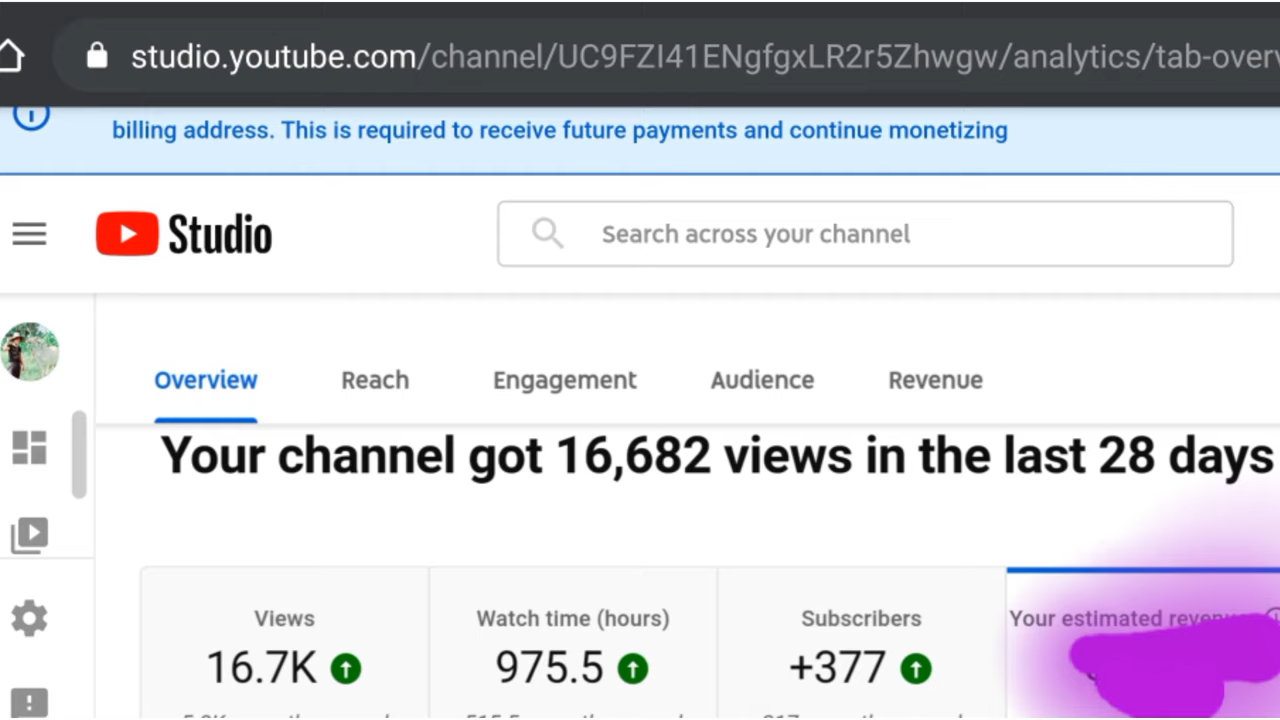 studio.youtube.com/channel/UC9FZI41ENgfgxLR2r5Zhwgw/analytics/tab-over
billing address. This is required to receive future payments and continue monetizing
Studio
Search across your channel
Overview Reach Engagement Audience Revenue
Your channel got 16,682 views in the last 28 days
Views Watch time (hours) Subscribers Your estimated revenue
16.7K 975.5 +377